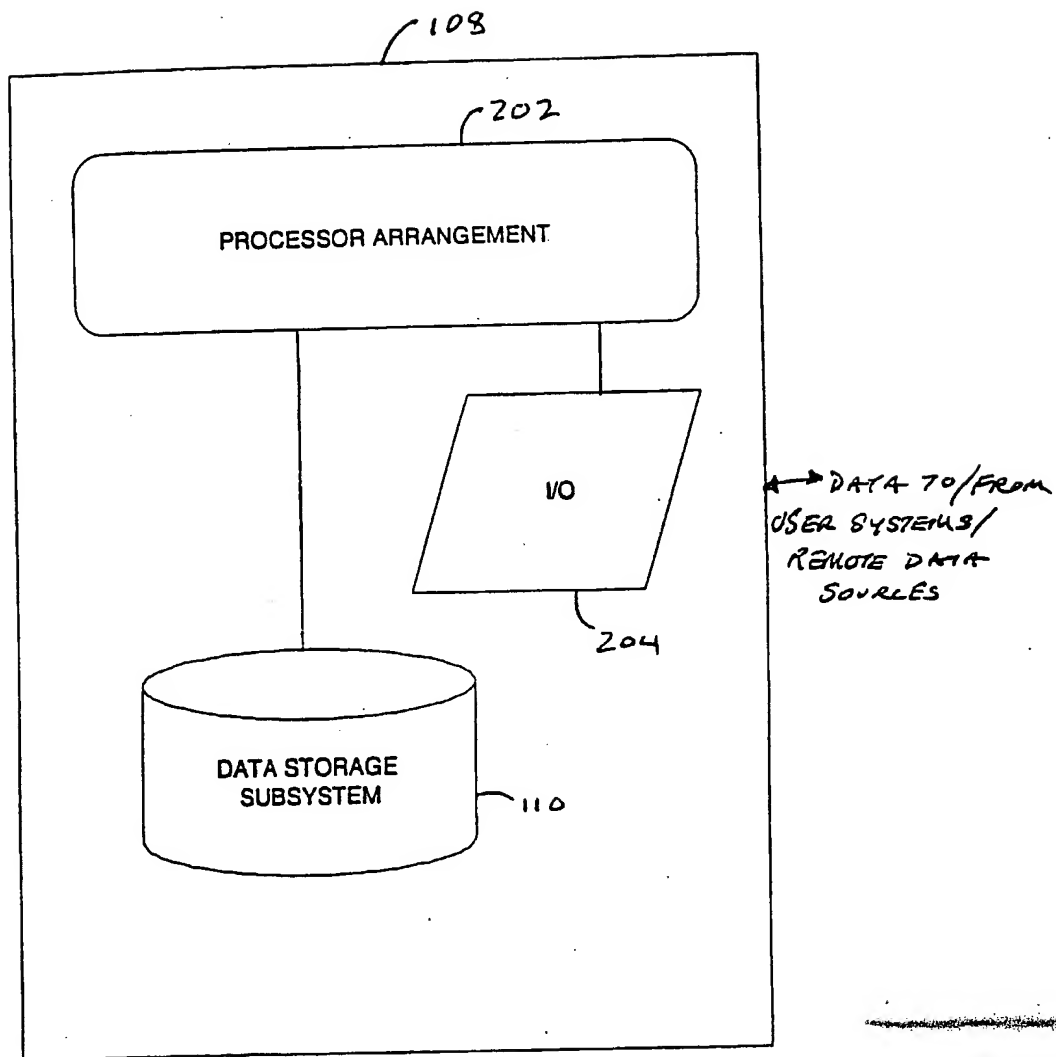 108
202
PROCESSOR ARRANGEMENT
I/O
DATA TO/FROM
USER SYSTEMS/
REMOTE DATA
SOURCES
204
DATA STORAGE
SUBSYSTEM
110